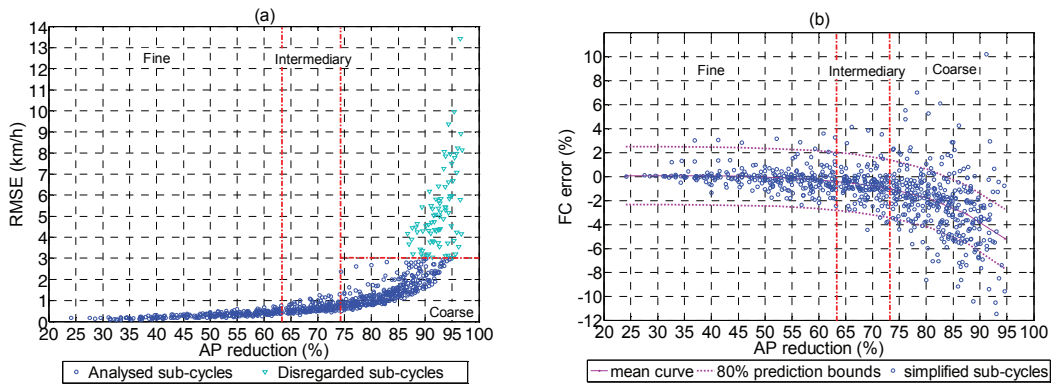 (a)
14
13
12
11
10
9
8
7
6
5
4
3
2
1
0
RMSE (km/h)
Fine
Intermediary
Coarse
20 25 30 35 40 45 50 55 60 65 70 75 80 85 90 95 100
AP reduction (%)
Analysed sub-cycles
Disregarded sub-cycles
(b)
10
8
6
4
2
0
-2
-4
-6
-8
-10
-12
FC error (%)
Fine
Intermediary
Coarse
20 25 30 35 40 45 50 55 60 65 70 75 80 85 90 95 100
AP reduction (%)
mean curve
80% prediction bounds
simplified sub-cycles